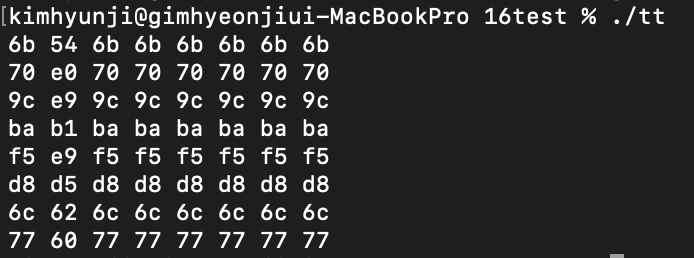 [kimhyunji@gimhyeonjiui-MacBookPro 16test % ./tt
6b 54 6b 6b 6b 6b 6b 6b
70 e0 70 70 70 70 70 70
9c e9 9c 9c 9c 9c 9c 9c
ba b1 ba ba ba ba ba ba
f5 e9 f5 f5 f5 f5 f5 f5
d8 d5 d8 d8 d8 d8 d8 d8
6c 62 6c 6c 6c 6c 6c 6c
77 60 77 77 77 77 77 77